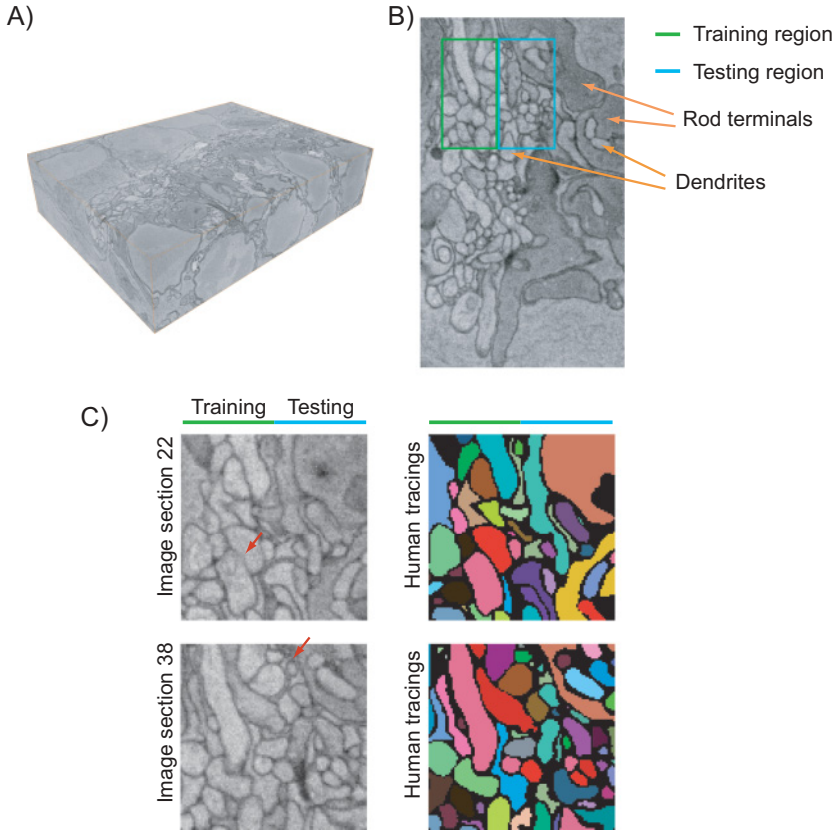 A)
B)
Training region
Testing region
Rod terminals
Dendrites
C)
Training Testing
Image section 22
Human tracings
Image section 38
Human tracings